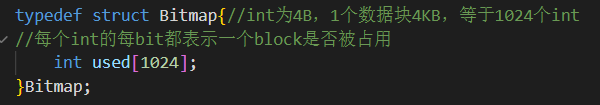 typedef struct Bitmap{//int为4B，1个数据块4KB，等于1024个int
//每个int的每bit都表示一个block是否被占用
    int used[1024];
}Bitmap;